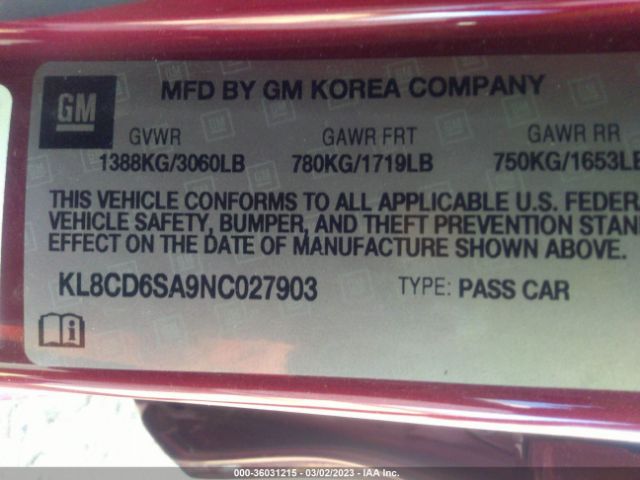 GM
MFD BY GM KOREA COMPANY
GVWR GAWR FRT GAWR RR
1388KG/3060LB 780KG/1719LB 750KG/1653LB
THIS VEHICLE CONFORMS TO ALL APPLICABLE U.S. FEDER
VEHICLE SAFETY, BUMPER, AND THEFT PREVENTION STAN
EFFECT ON THE DATE OF MANUFACTURE SHOWN ABOVE.
KL8CD6SA9NC027903 TYPE: PASS CAR
000-36031215 - 03/02/2023 - IAA Inc.